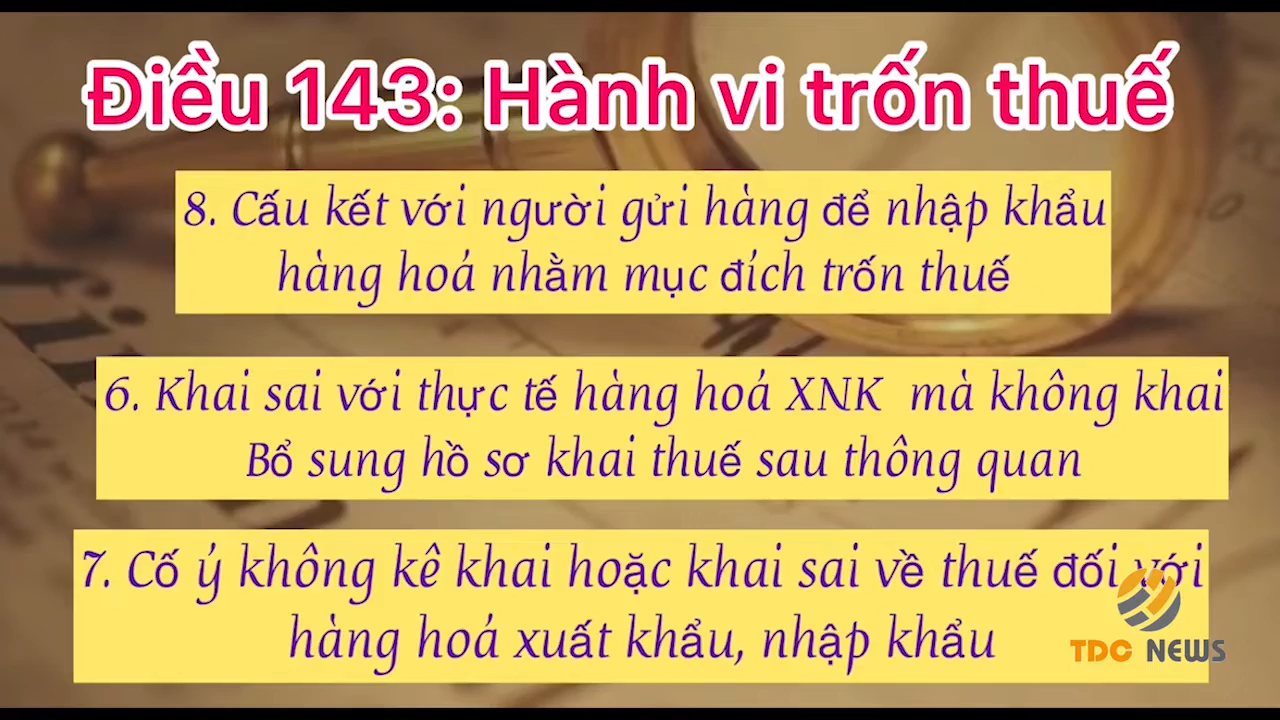 Điều 143: Hành vi trốn thuế
8. Cấu kết với người gửi hàng để nhập khẩu
hàng hoá nhằm mục đích trốn thuế
6. Khai sai với thực tế hàng hoá XNK mà không khai
Bổ sung hồ sơ khai thuế sau thông quan
7. Cố ý không kê khai hoặc khai sai về thuế đối với
hàng hoá xuất khẩu, nhập khẩu
TDC NEWS